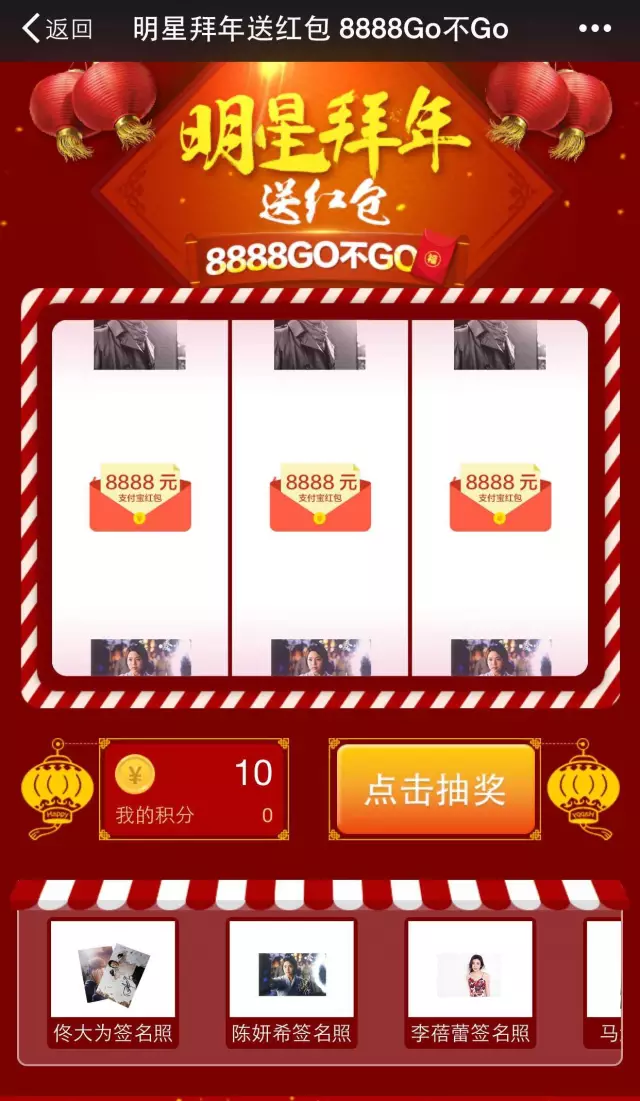 返回
明星拜年送红包 8888Go不Go
明星拜年
送红包
8888GO不GO
福
8888 元
支付宝红包
8888 元
支付宝红包
8888 元
支付宝红包
¥
10
我的积分
0
点击抽奖
Happy
Happy
佟大为签名照
陈妍希签名照
李蓓蕾签名照
马